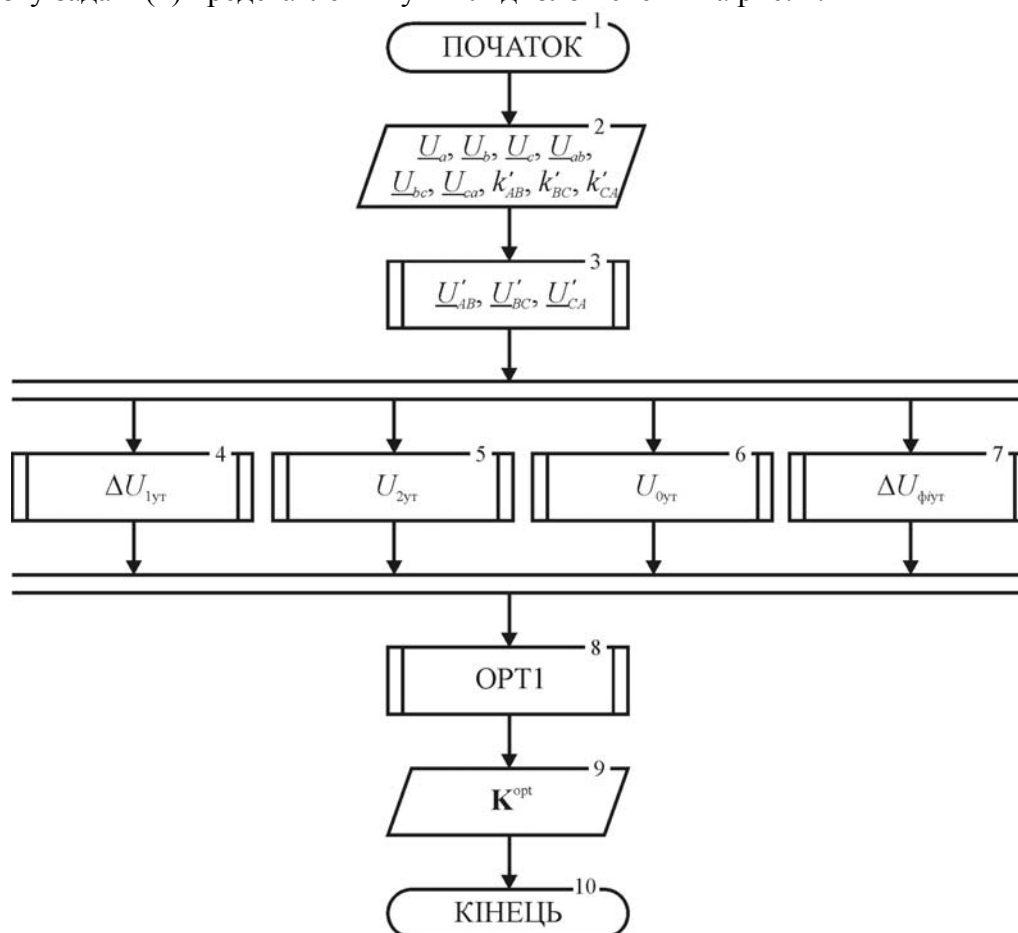 1
ПОЧАТОК
2
U_a, U_b, U_c, U_ab,
U_bc, U_ca, k′_AB, k′_BC, k′_CA
3
U′_AB, U′_BC, U′_CA
4
ΔU_1ут
5
U_2ут
6
U_0ут
7
ΔU_фiут
8
OPT1
9
K^opt
10
КІНЕЦЬ